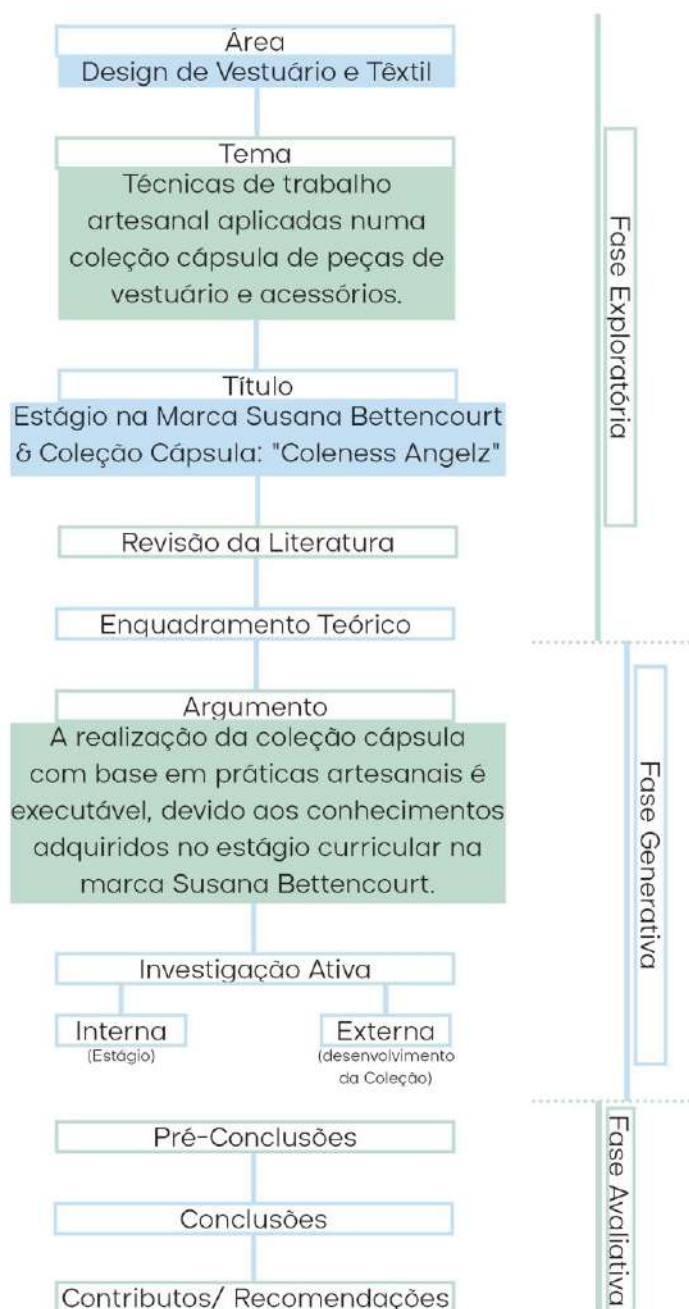 Área
Design de Vestuário e Têxtil
Tema
Técnicas de trabalho
artesanal aplicadas numa
coleção cápsula de peças de
vestuário e acessórios.
Título
Estágio na Marca Susana Bettencourt
& Coleção Cápsula: "Coleness Angelz"
Revisão da Literatura
Enquadramento Teórico
Fase Exploratória
Argumento
A realização da coleção cápsula
com base em práticas artesanais é
executável, devido aos conhecimentos
adquiridos no estágio curricular na
marca Susana Bettencourt.
Investigação Ativa
Interna
(Estágio)
Externa
(desenvolvimento
da Coleção)
Fase Generativa
Pré-Conclusões
Conclusões
Contributos/ Recomendações
Fase Avaliativa